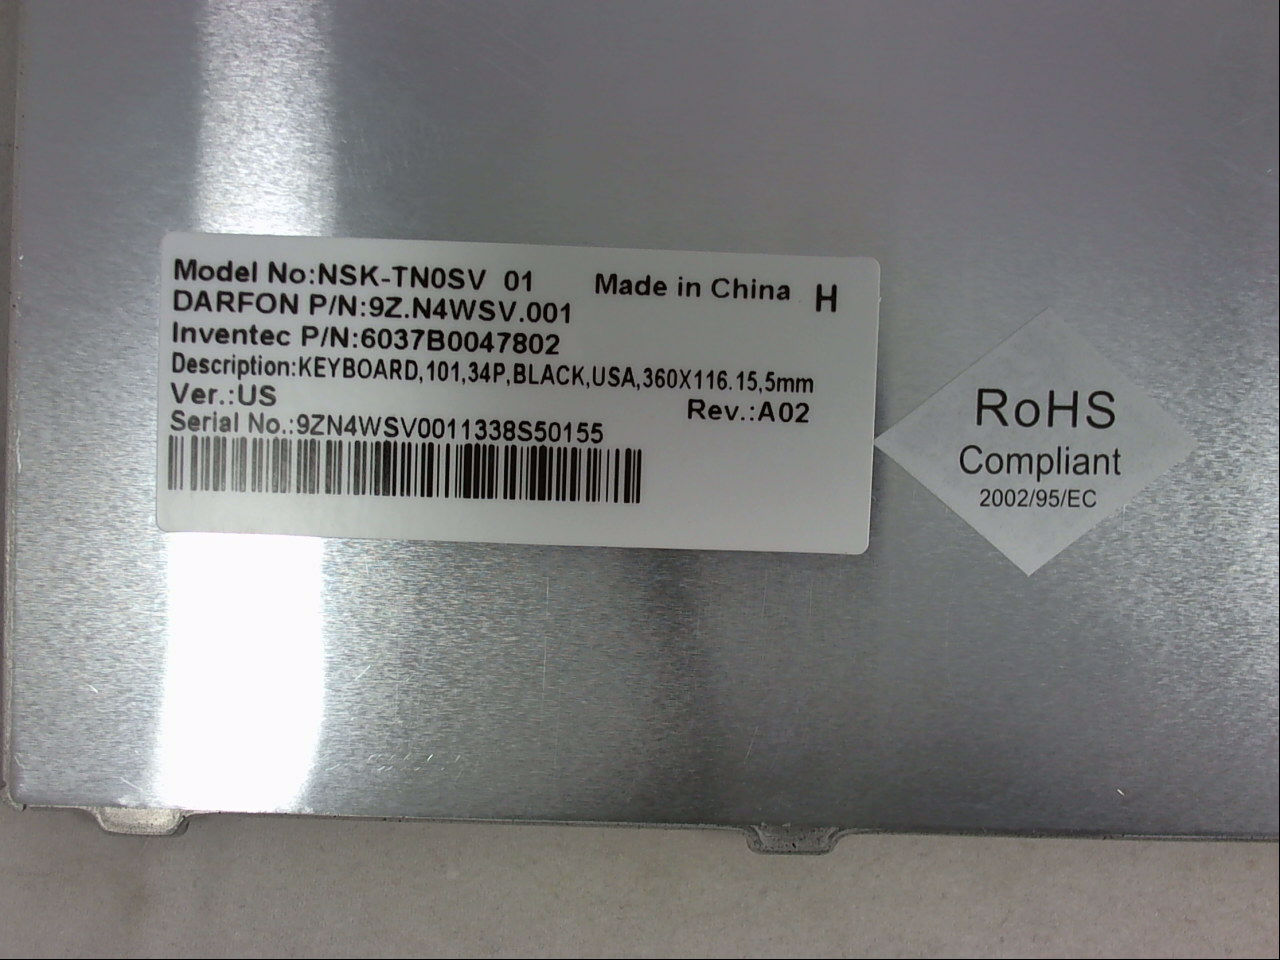 Model No:NSK-TN0SV 01 Made in China H
DARFON P/N:9Z.N4WSV.001
Inventec P/N:6037B0047802
Description:KEYBOARD,101,34P,BLACK,USA,360X116.15,5mm
Ver.:US Rev.:A02
Serial No.:9ZN4WSV0011338S50155
RoHS
Compliant
2002/95/EC